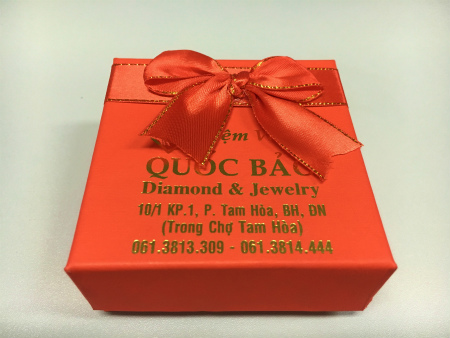 QUỐC BẢO
Diamond & Jewelry
10/1 KP.1, P. Tam Hòa, BH, ĐN
(Trong Chợ Tam Hòa)
061.3813.309 - 061.3814.444